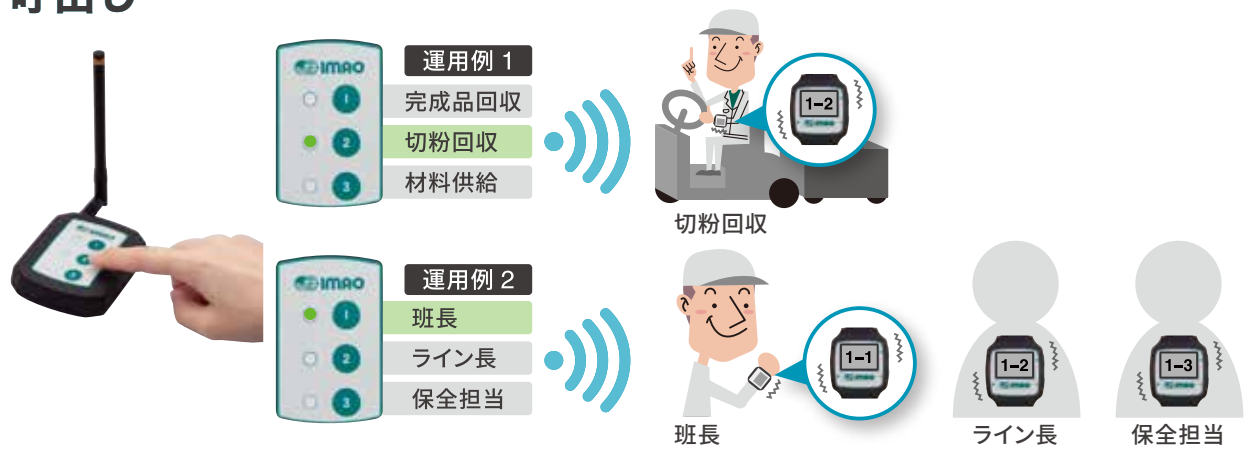 呼出し
IMAO
運用例 1
1
完成品回収
2
切粉回収
3
材料供給
1-2
切粉回収
IMAO
運用例 2
1
班長
2
ライン長
3
保全担当
1-1
imao
1-2
imao
1-3
imao
班長
ライン長
保全担当